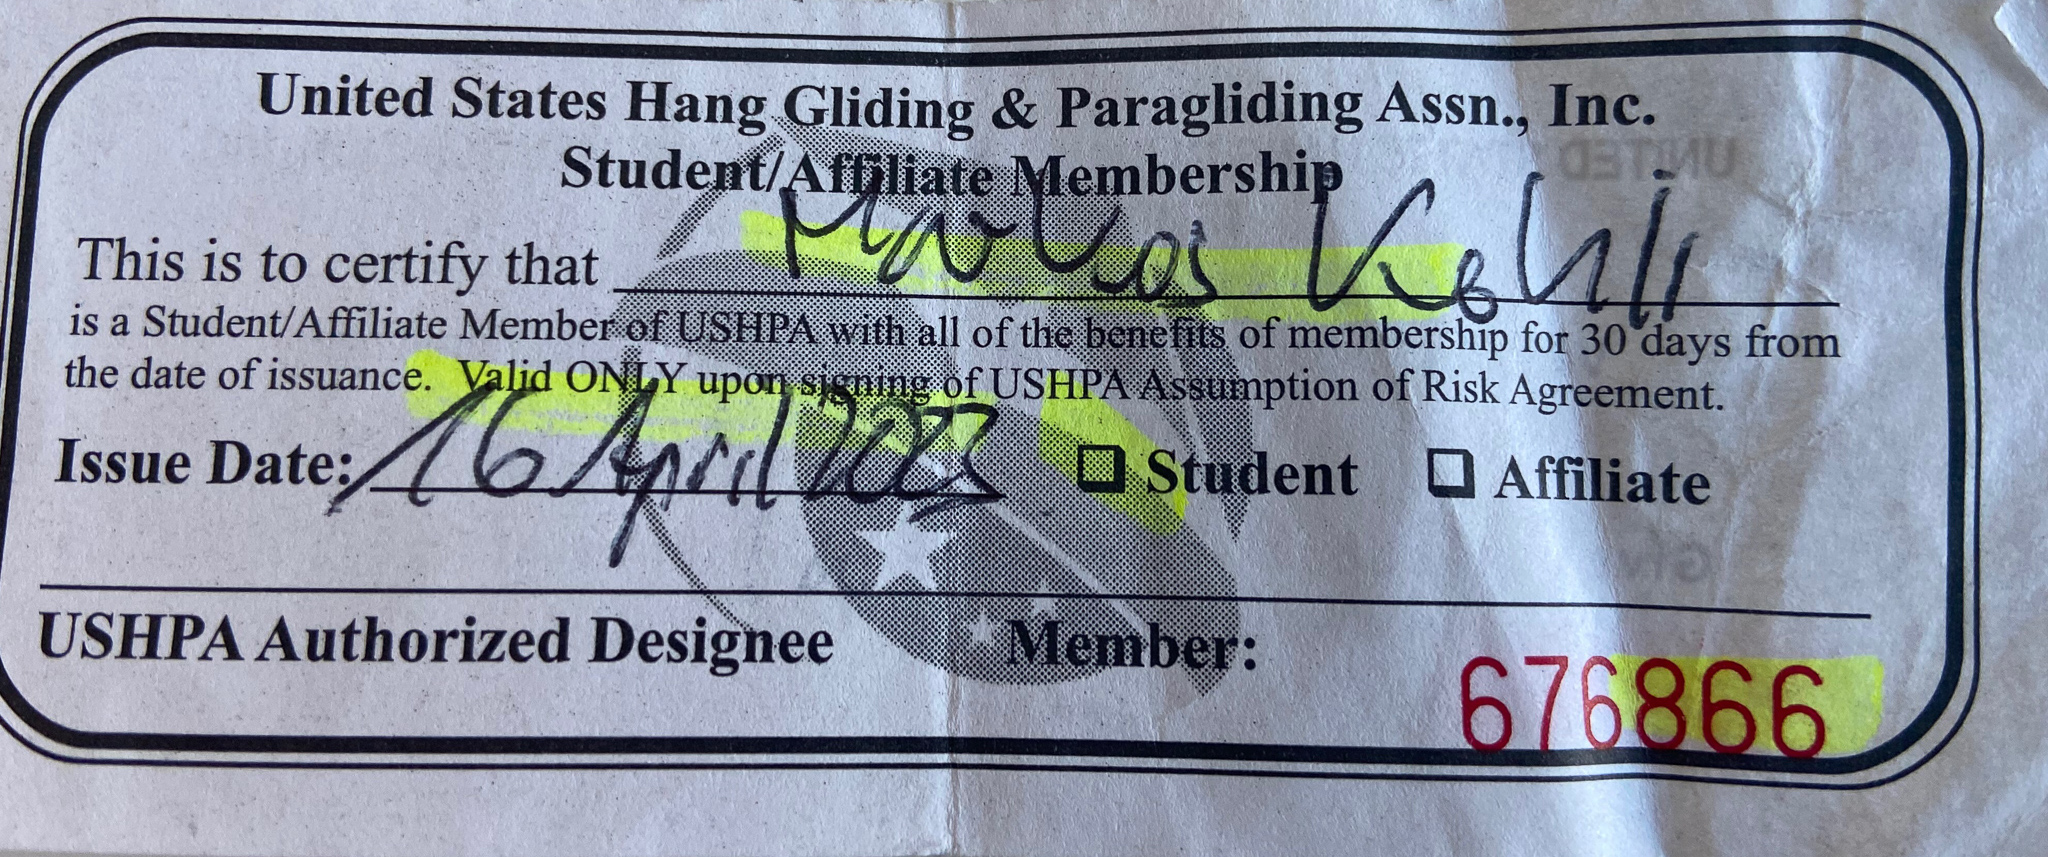 United States Hang Gliding & Paragliding Assn., Inc.
Student/Affiliate Membership
This is to certify that Markus
is a Student/Affiliate Member of USHPA with all of the benefits of membership for 30 days from
the date of issuance. Valid ONLY upon signing of USHPA Assumption of Risk Agreement.
Issue Date: 16 April 2023 ☐ Student ☐ Affiliate
USHPA Authorized Designee Member:
676866
UNITED